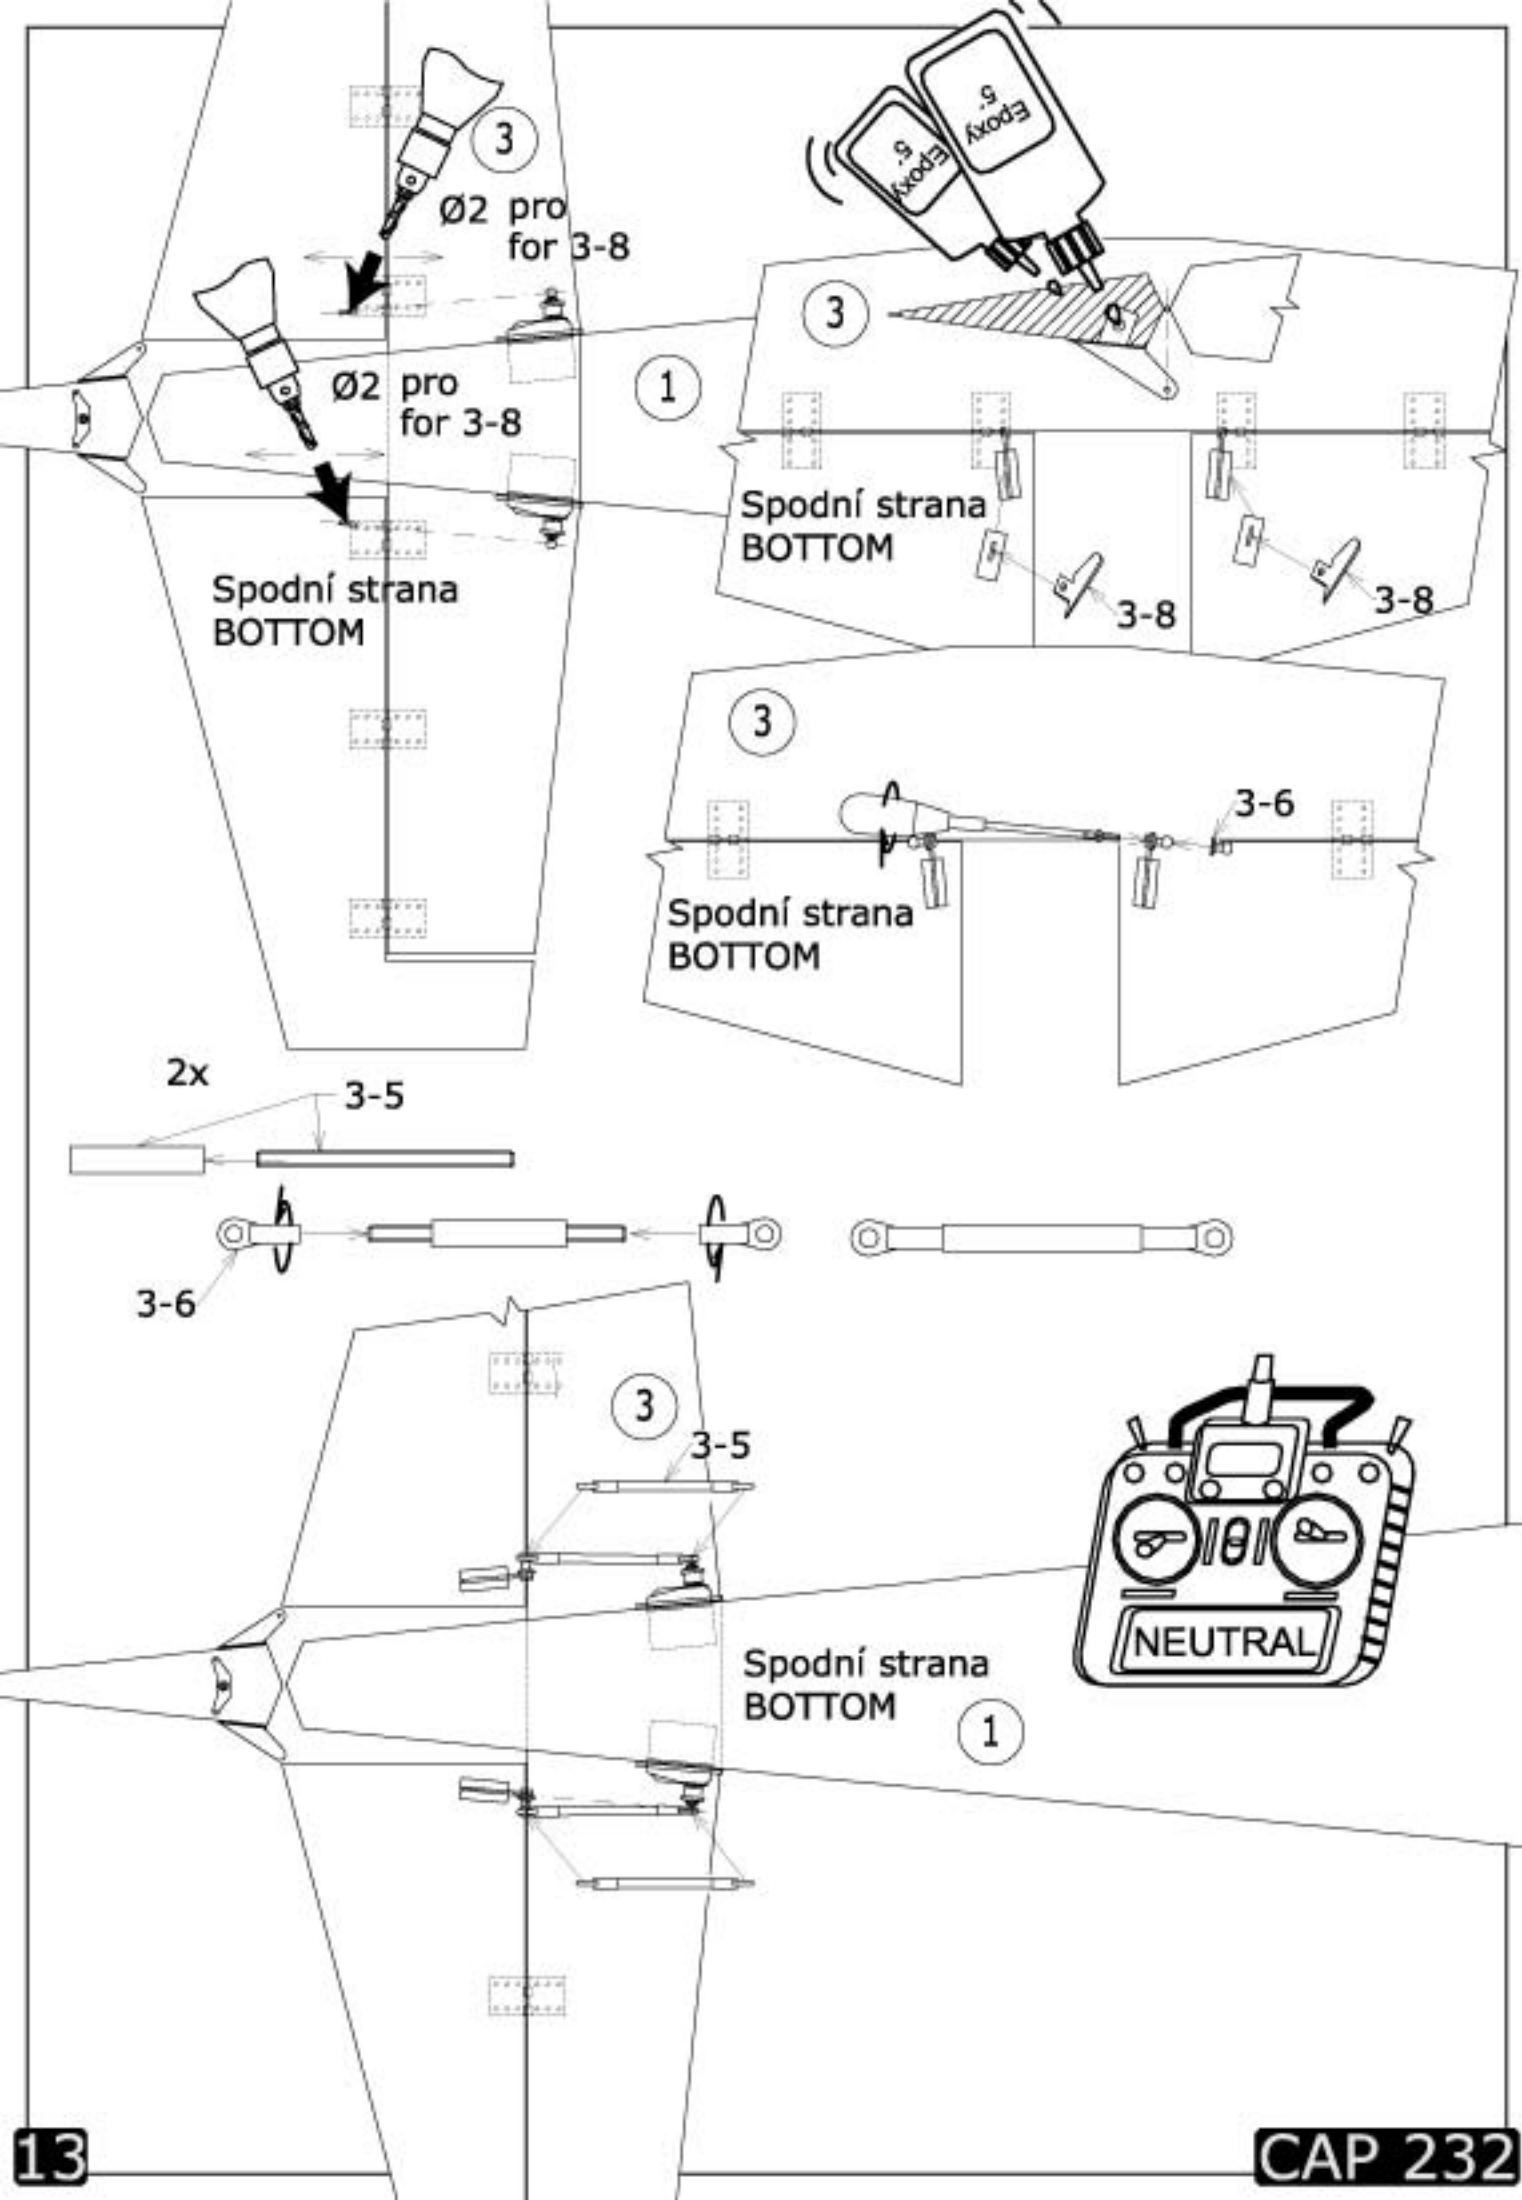 Epoxy
5'
Epoxy
5'
3
Ø2 pro
for 3-8
3
Ø2 pro
for 3-8
1
Spodní strana
BOTTOM
3-8
3-8
Spodní strana
BOTTOM
3
3-6
Spodní strana
BOTTOM
2x
3-5
3-6
3
3-5
NEUTRAL
Spodní strana
BOTTOM
1
13
CAP 232